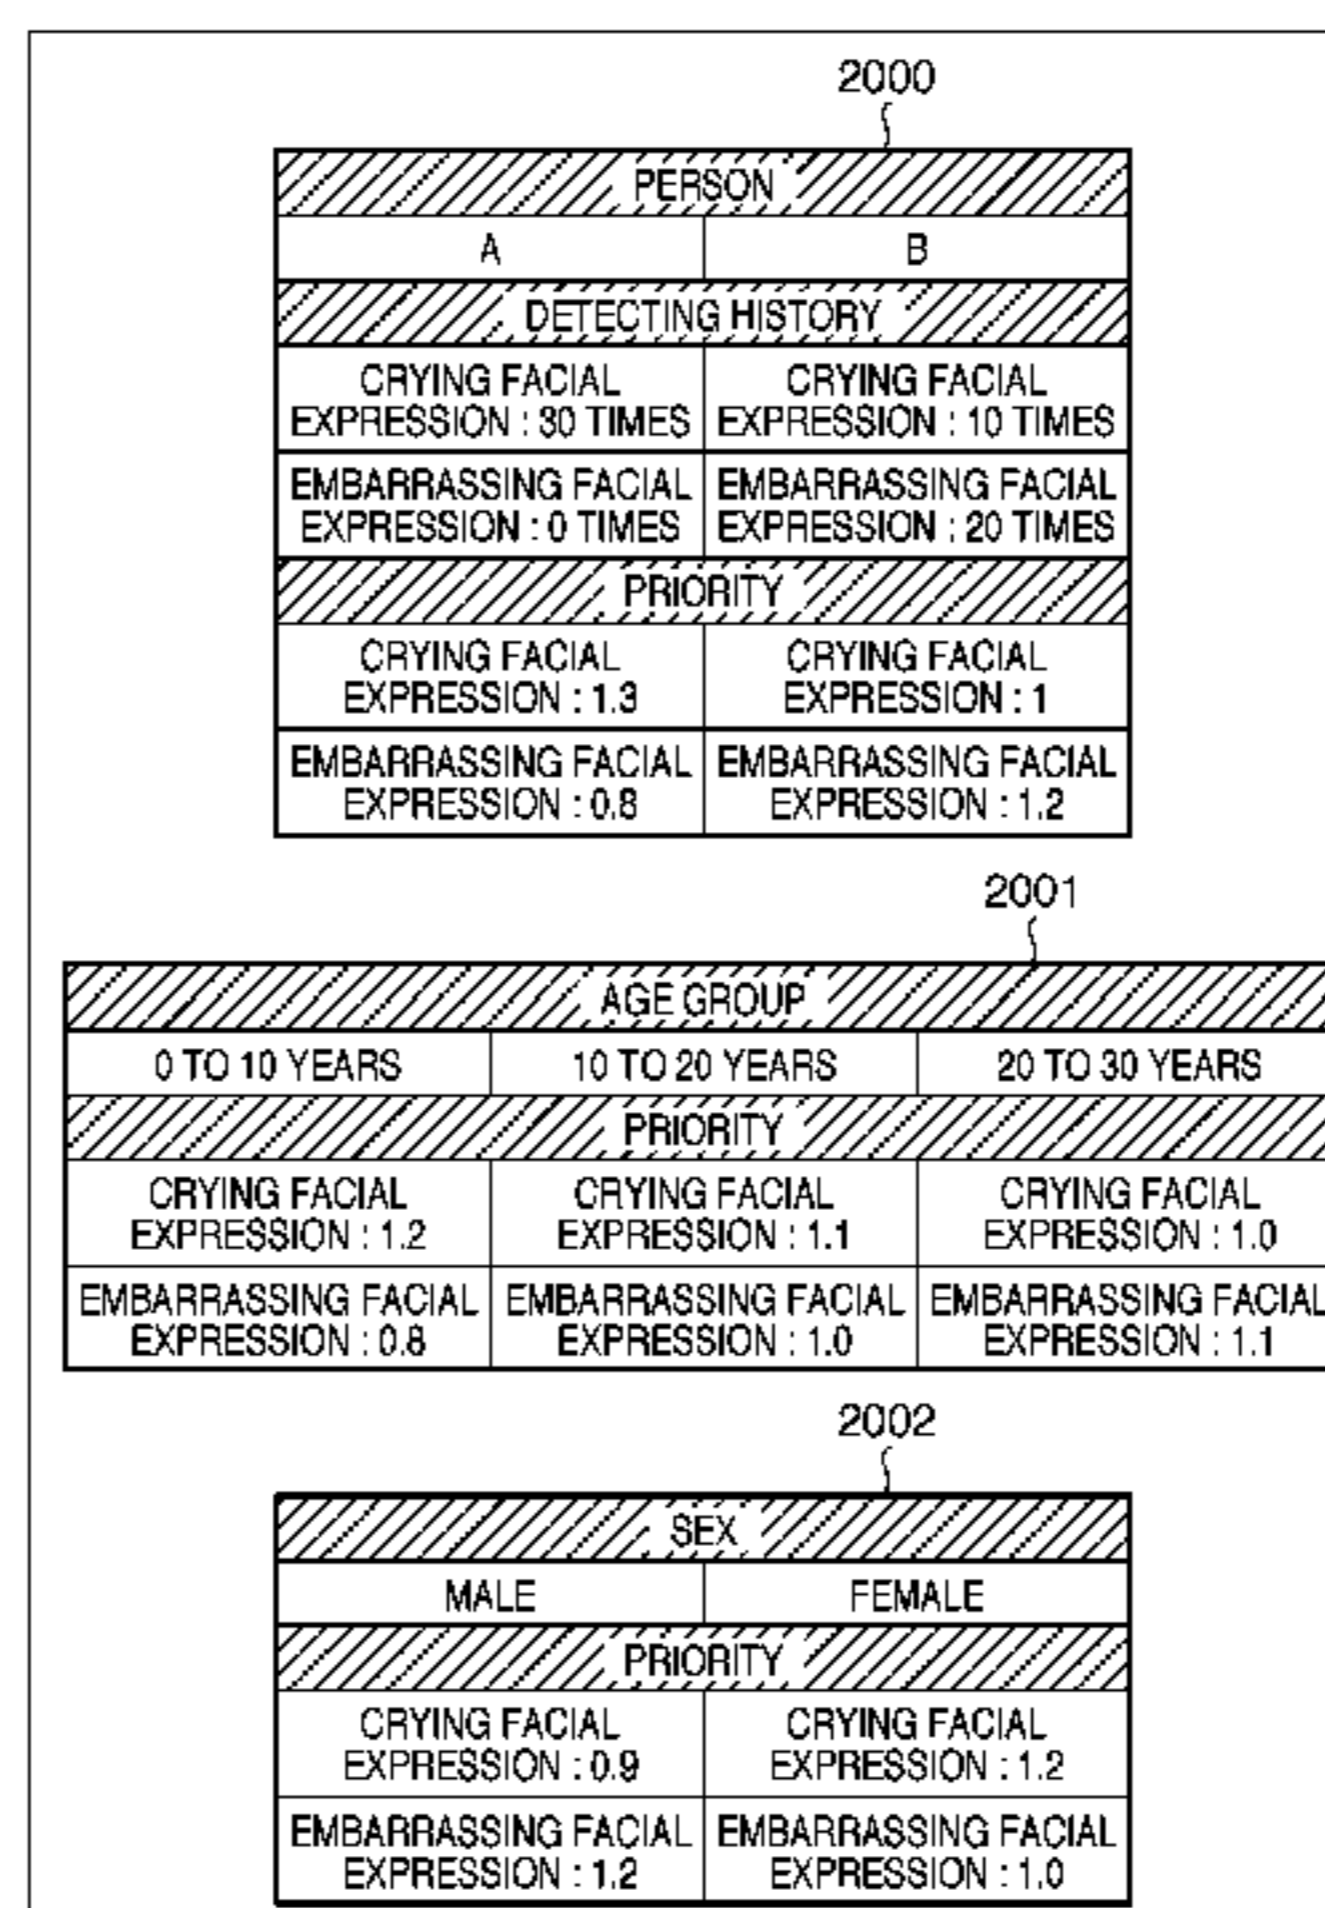 2000
PERSON
A B
DETECTING HISTORY
CRYING FACIAL CRYING FACIAL
EXPRESSION : 30 TIMES EXPRESSION : 10 TIMES
EMBARRASSING FACIAL EMBARRASSING FACIAL
EXPRESSION : 0 TIMES EXPRESSION : 20 TIMES
PRIORITY
CRYING FACIAL CRYING FACIAL
EXPRESSION : 1.3 EXPRESSION : 1
EMBARRASSING FACIAL EMBARRASSING FACIAL
EXPRESSION : 0.8 EXPRESSION : 1.2
2001
AGE GROUP
0 TO 10 YEARS 10 TO 20 YEARS 20 TO 30 YEARS
PRIORITY
CRYING FACIAL CRYING FACIAL CRYING FACIAL
EXPRESSION : 1.2 EXPRESSION : 1.1 EXPRESSION : 1.0
EMBARRASSING FACIAL EMBARRASSING FACIAL EMBARRASSING FACIAL
EXPRESSION : 0.8 EXPRESSION : 1.0 EXPRESSION : 1.1
2002
SEX
MALE FEMALE
PRIORITY
CRYING FACIAL CRYING FACIAL
EXPRESSION : 0.9 EXPRESSION : 1.2
EMBARRASSING FACIAL EMBARRASSING FACIAL
EXPRESSION : 1.2 EXPRESSION : 1.0